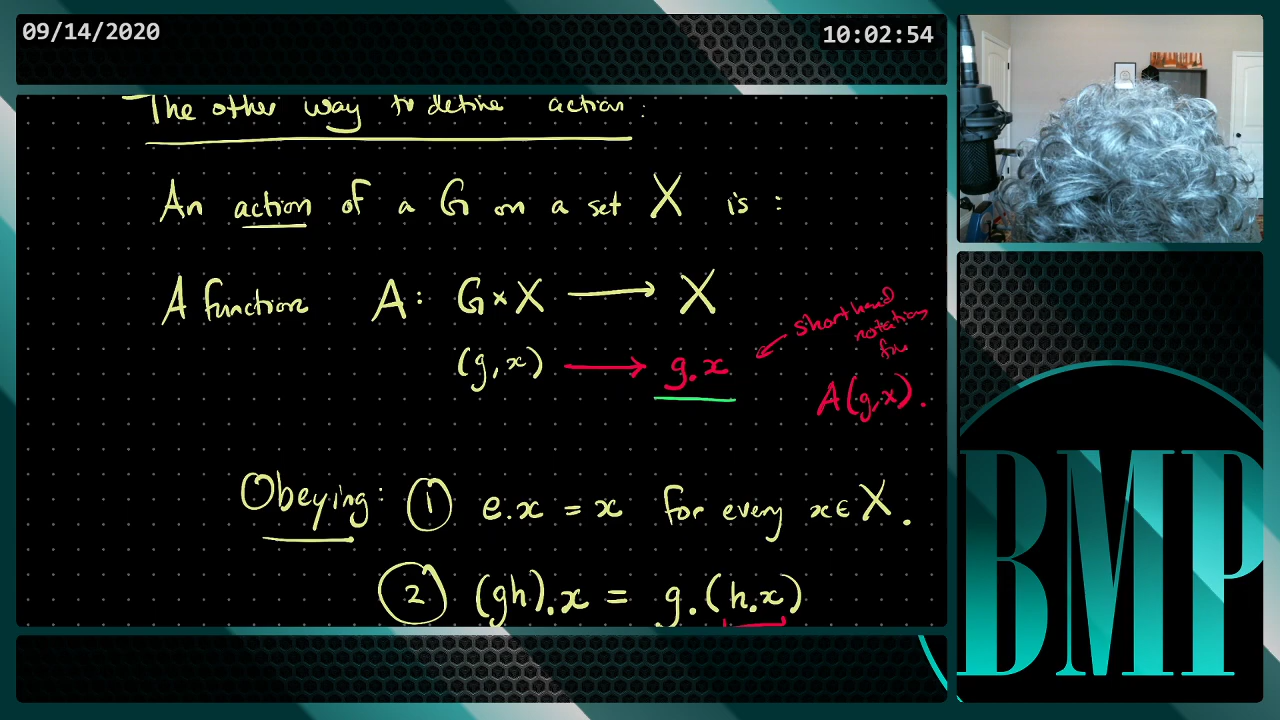 09/14/2020
10:02:54
The other way to define action:
An action of a G on a set X is:
A function A: G×X ⟶ X
(g,x) ⟶ g.x
shorthand
notation
for
A(g,x).
Obeying: ① e.x = x for every x∈X.
② (gh).x = g.(h.x)
BMP